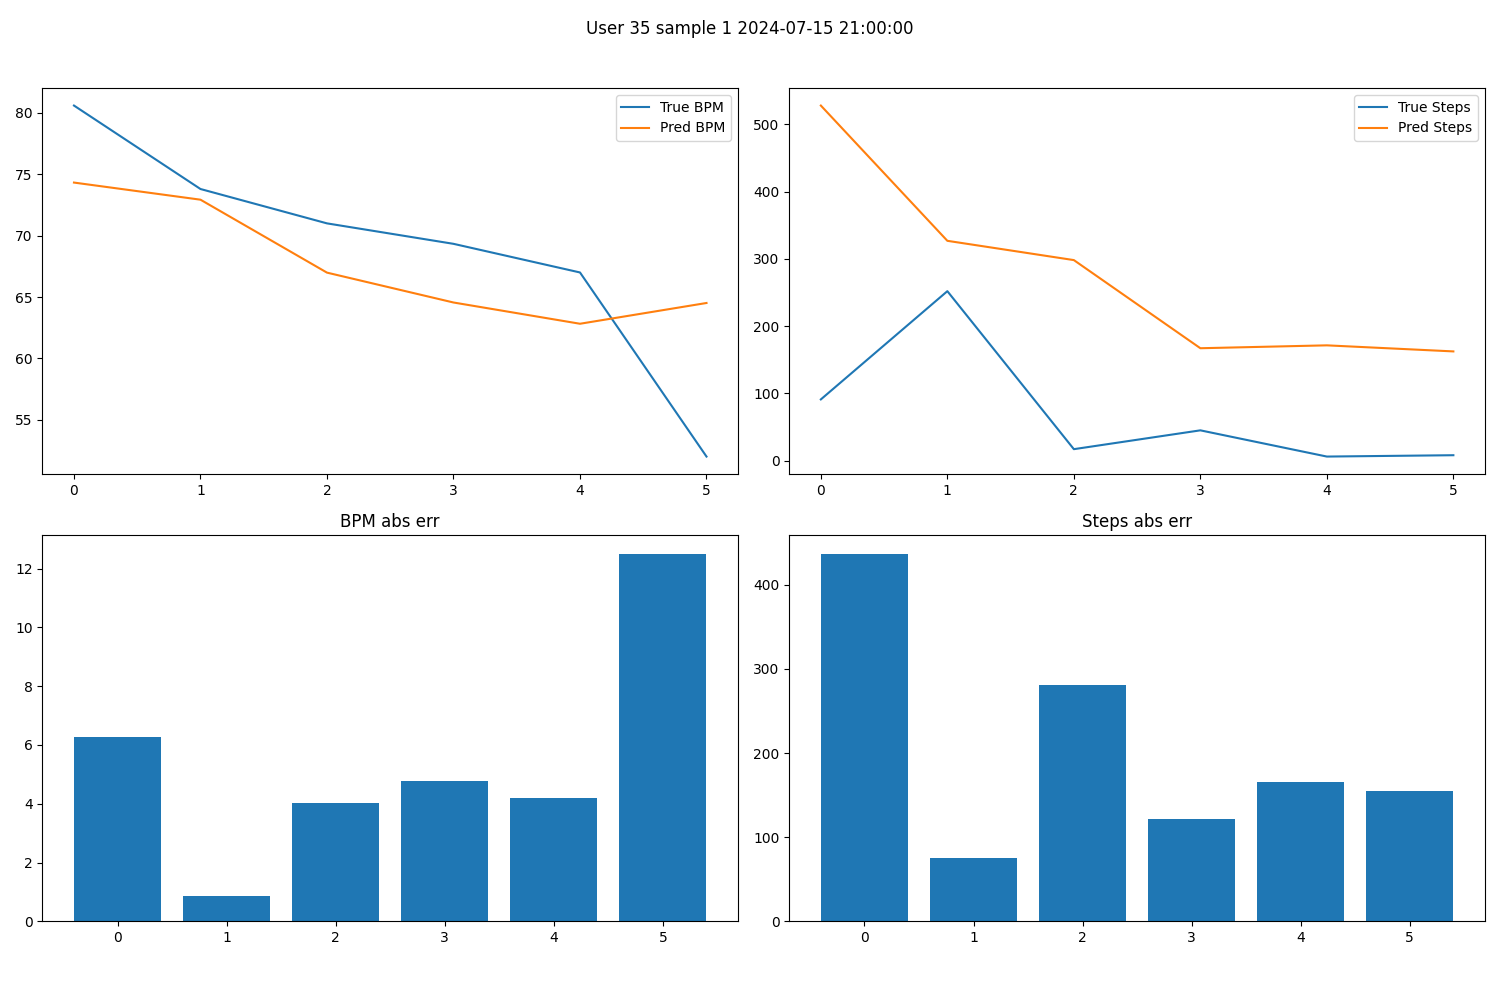 User 35 sample 1 2024-07-15 21:00:00
True BPM
Pred BPM
80
75
70
65
60
55
0 1 2 3 4 5
True Steps
Pred Steps
500
400
300
200
100
0
0 1 2 3 4 5
BPM abs err
12
10
8
6
4
2
0
0 1 2 3 4 5
Steps abs err
400
300
200
100
0
0 1 2 3 4 5